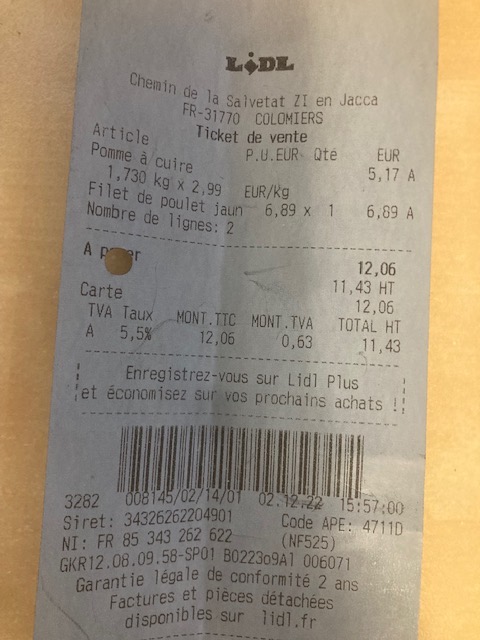 LIDL
Chemin de la Salvetat ZI en Jacca
FR-31770 COLOMIERS
Ticket de vente
Article P.U.EUR Qté EUR
Pomme à cuire 5,17 A
1,730 kg x 2,99 EUR/kg
Filet de poulet jaun 6,89 x 1 6,89 A
Nombre de lignes: 2
A 12,06
11,43 HT
Carte 12,06
TVA Taux MONT.TTC MONT.TVA TOTAL HT
A 5,5% 12,06 0,63 11,43
Enregistrez-vous sur Lidl Plus
et économisez sur vos prochains achats !
3282 008145/02/14/01 02.12.22 15:57:00
Siret: 34326262204901 Code APE: 4711D
NI: FR 85 343 262 622 (NF525)
GKR12.08.09.58-SP01 B0223o9A1 006071
Garantie légale de conformité 2 ans
Factures et pièces détachées
disponibles sur lidl.fr